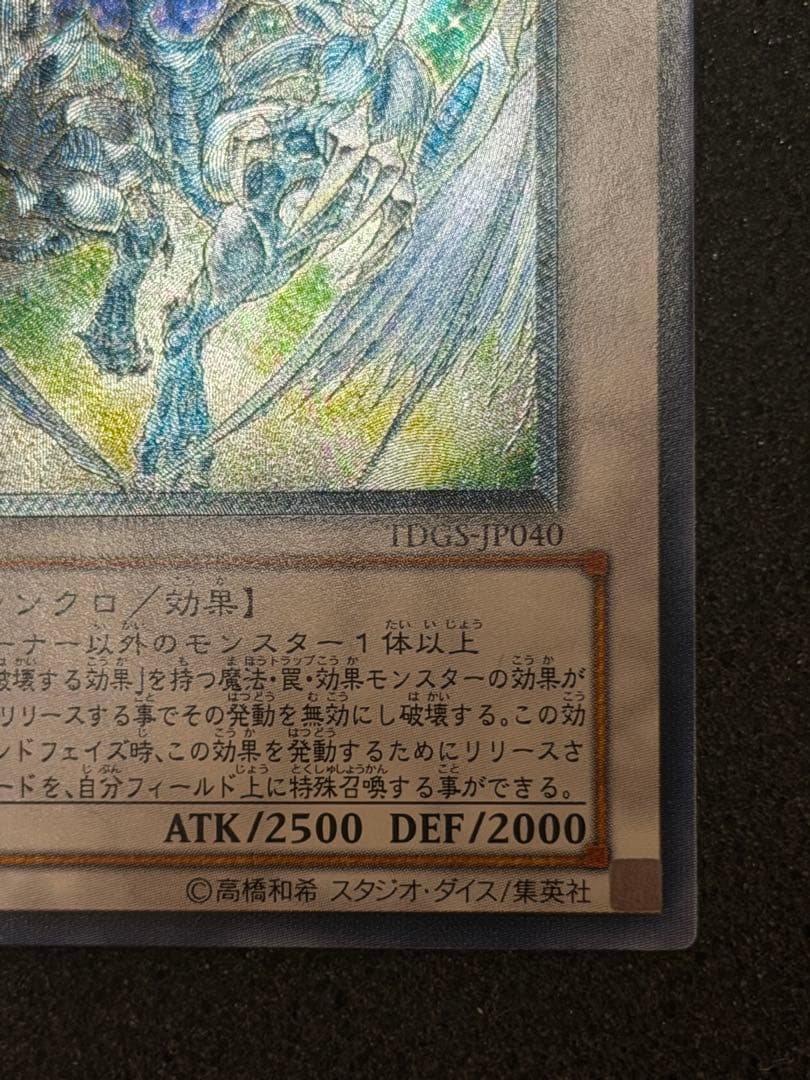 TDGS-JP040
シンクロ／効果】
ーナー以外のモンスター１体以上
破壊する効果」を持つ魔法・罠・効果モンスターの効果が
リリースする事でその発動を無効にし破壊する。この効
ンドフェイズ時、この効果を発動するためにリリースさ
ードを、自分フィールド上に特殊召喚する事ができる。
ATK/2500 DEF/2000
©高橋和希 スタジオ・ダイス/集英社